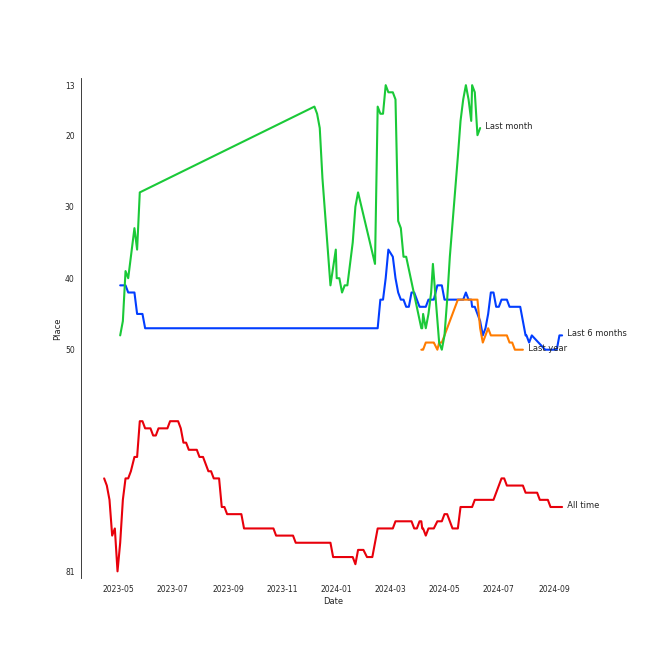 13
20
30
40
50
81
Place
Last month
Last 6 months
Last year
All time
2023-05
2023-07
2023-09
2023-11
2024-01
2024-03
2024-05
2024-07
2024-09
Date